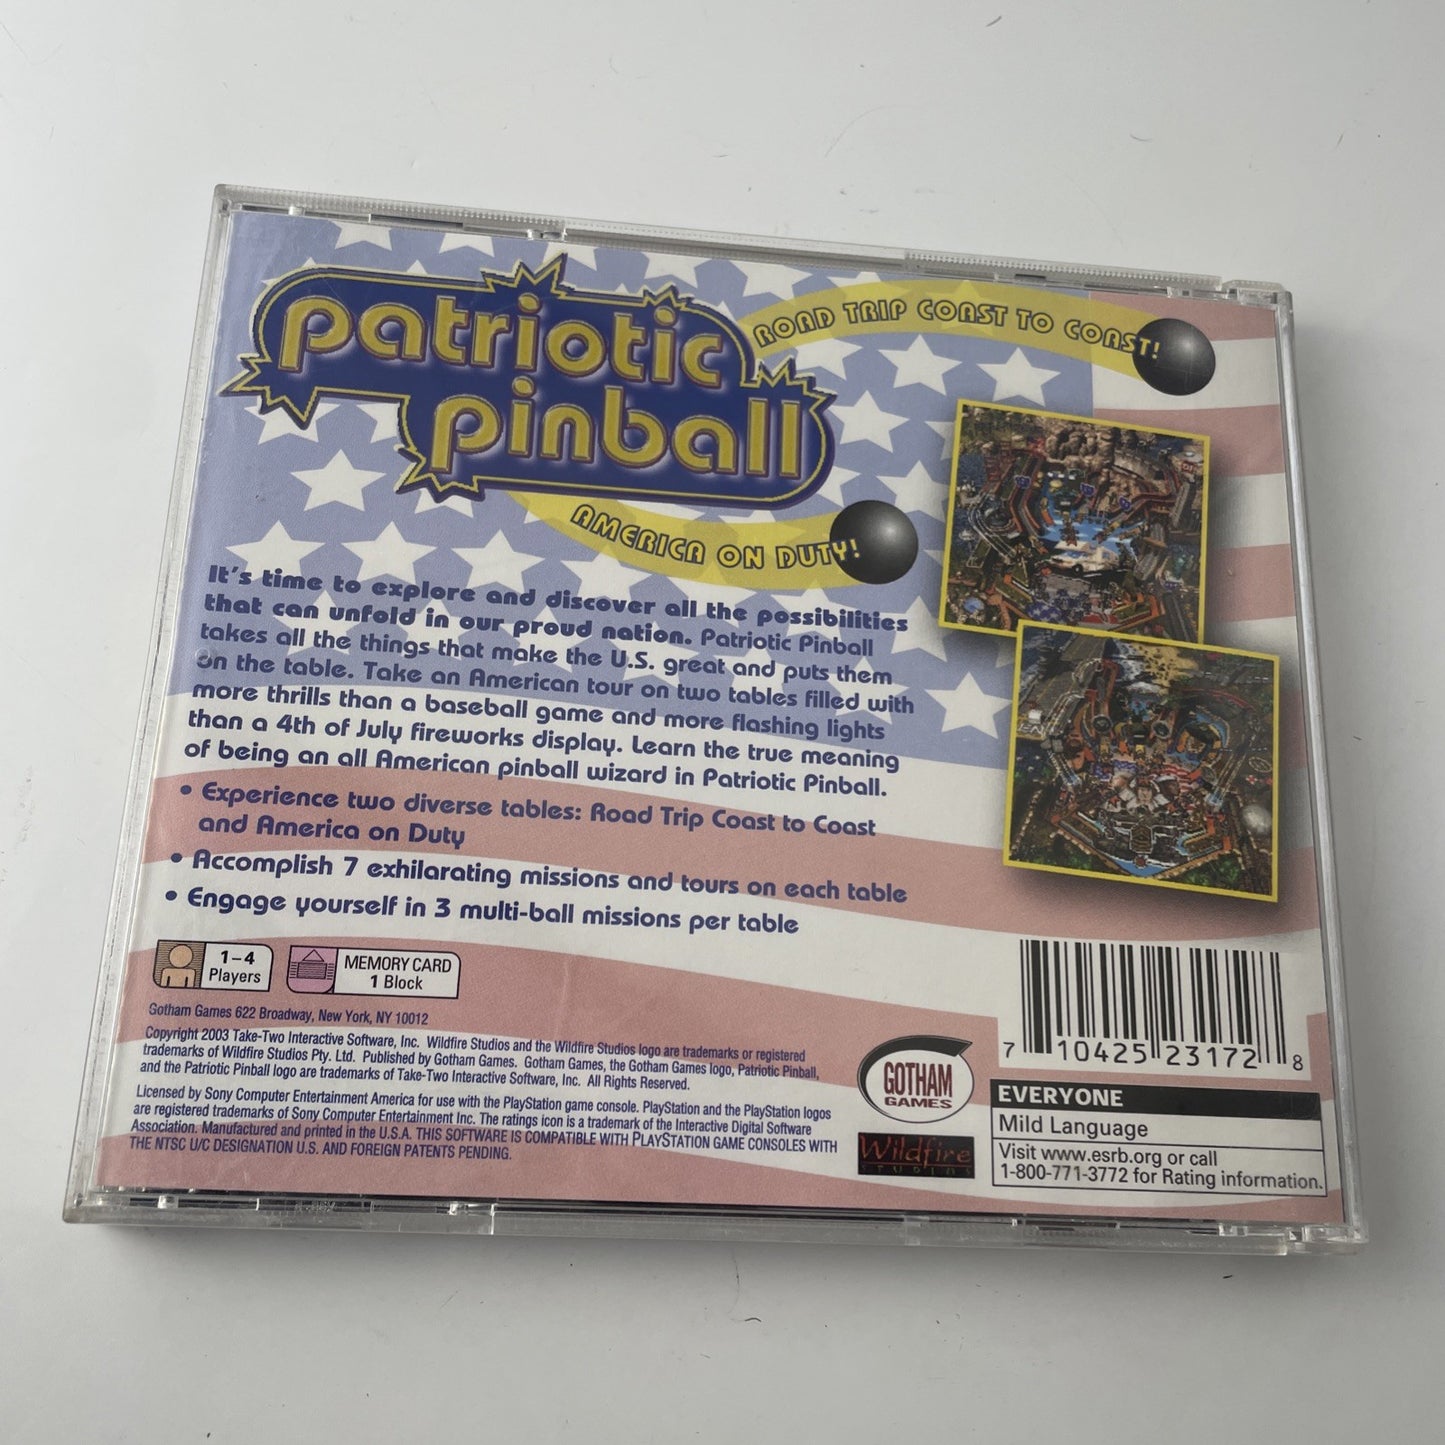 patriotic
pinball
ROAD TRIP COAST TO COAST!
AMERICA ON DUTY!
It's time to explore and discover all the possibilities
that can unfold in our proud nation. Patriotic Pinball
takes all the things that make the U.S. great and puts them
on the table. Take an American tour on two tables filled with
more thrills than a baseball game and more flashing lights
than a 4th of July fireworks display. Learn the true meaning
of being an all American pinball wizard in Patriotic Pinball.
• Experience two diverse tables: Road Trip Coast to Coast
and America on Duty
• Accomplish 7 exhilarating missions and tours on each table
• Engage yourself in 3 multi-ball missions per table
1-4
Players
MEMORY CARD
1 Block
Gotham Games 622 Broadway, New York, NY 10012
Copyright 2003 Take-Two Interactive Software, Inc. Wildfire Studios and the Wildfire Studios logo are trademarks or registered
trademarks of Wildfire Studios Pty. Ltd. Published by Gotham Games. Gotham Games, the Gotham Games logo, Patriotic Pinball,
and the Patriotic Pinball logo are trademarks of Take-Two Interactive Software, Inc. All Rights Reserved.
Licensed by Sony Computer Entertainment America for use with the PlayStation game console. PlayStation and the PlayStation logos
are registered trademarks of Sony Computer Entertainment Inc. The ratings icon is a trademark of the Interactive Digital Software
Association. Manufactured and printed in the U.S.A. THIS SOFTWARE IS COMPATIBLE WITH PLAYSTATION GAME CONSOLES WITH
THE NTSC U/C DESIGNATION U.S. AND FOREIGN PATENTS PENDING.
GOTHAM
GAMES
Wildfire
STUDIOS
7 10425 23172 8
EVERYONE
Mild Language
Visit www.esrb.org or call
1-800-771-3772 for Rating information.